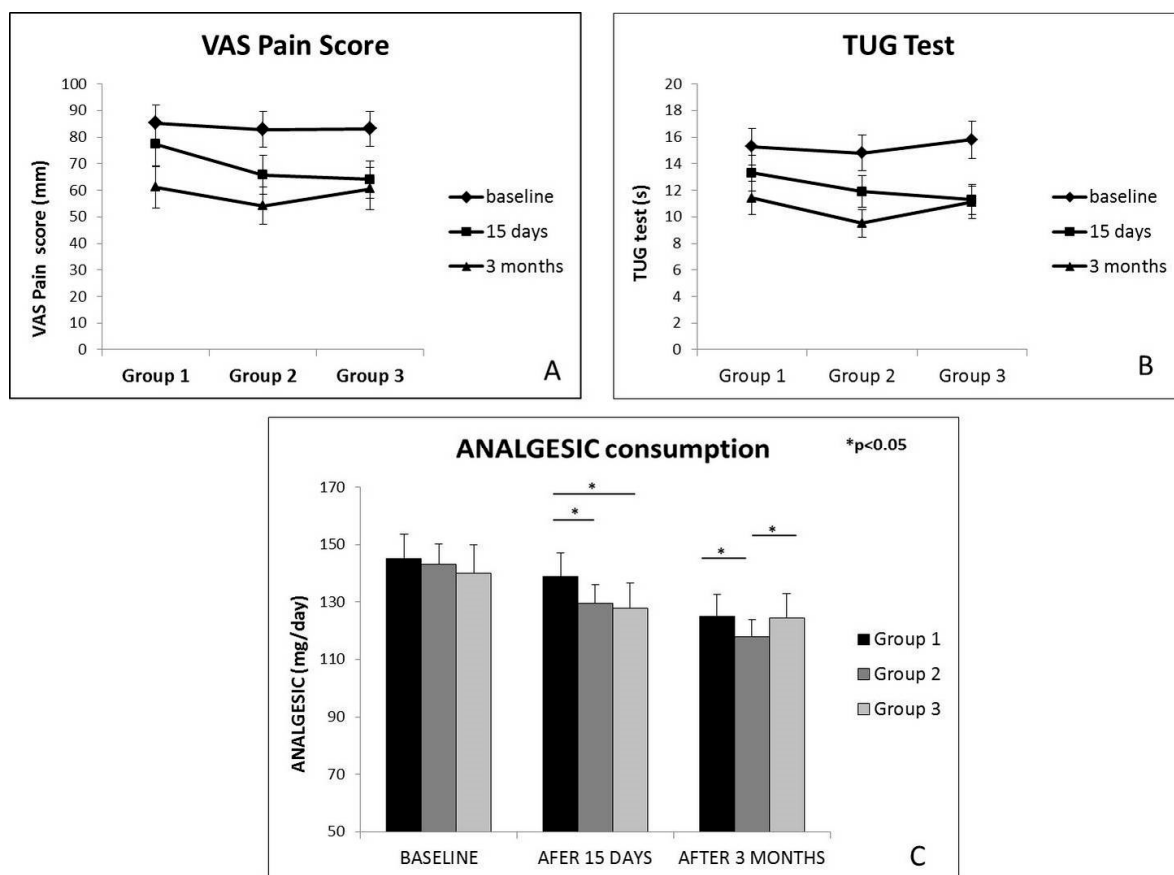 VAS Pain Score
VAS Pain score (mm)
100
90
80
70
60
50
40
30
20
10
0
Group 1 Group 2 Group 3
baseline
15 days
3 months
A
TUG Test
TUG test (s)
20
18
16
14
12
10
8
6
4
2
0
Group 1 Group 2 Group 3
baseline
15 days
3 months
B
ANALGESIC consumption
*p<0.05
ANALGESIC (mg/day)
170
150
130
110
90
70
50
*
*
*
*
BASELINE AFER 15 DAYS AFTER 3 MONTHS
Group 1
Group 2
Group 3
C